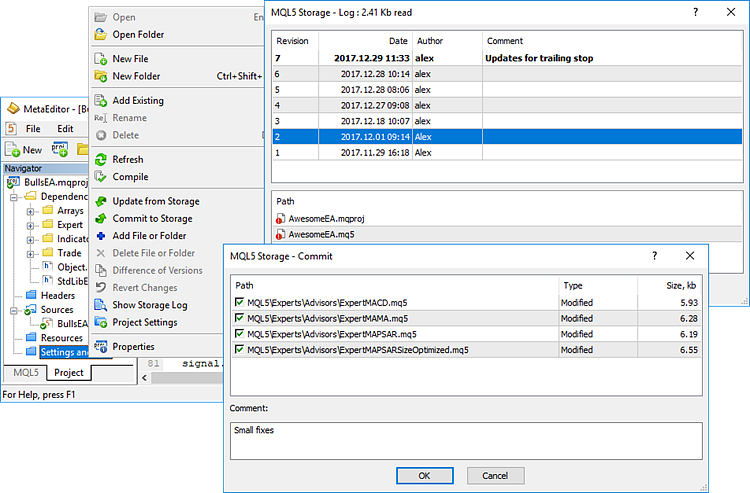 MetaEditor - [B
File Edit
New
Navigator
BullsEA.mqproj
Dependenc
Arrays
Expert
Indicato
Trade
Object.
StdLibE
Headers
Sources
BullsEA
Resources
Settings and
MQL5 Project
For Help, press F1
81 signal.
Open En
Open Folder
New File
New Folder Ctrl+Shift+
Add Existing
Rename
Delete
Refresh
Compile
Update from Storage
Commit to Storage
Add File or Folder
Delete File or Folder
Difference of Versions
Revert Changes
Show Storage Log
Project Settings
Properties
MQL5 Storage - Log : 2.41 Kb read
Revision Date Author Comment
7 2017.12.29 11:33 alex Updates for trailing stop
6 2017.12.28 10:14 alex
5 2017.12.28 08:06 alex
4 2017.12.27 09:08 alex
3 2017.12.18 10:07 alex
2 2017.12.01 09:14 Alex
1 2017.11.29 16:18 Alex
Path
AwesomeEA.mqproj
AwesomeEA.mq5
MQL5 Storage - Commit
Path Type Size, kb
MQL5\Experts\Advisors\ExpertMACD.mq5 Modified 5.93
MQL5\Experts\Advisors\ExpertMAMA.mq5 Modified 6.28
MQL5\Experts\Advisors\ExpertMAPSAR.mq5 Modified 6.19
MQL5\Experts\Advisors\ExpertMAPSARSizeOptimized.mq5 Modified 6.55
Comment:
Small fixes
OK Cancel